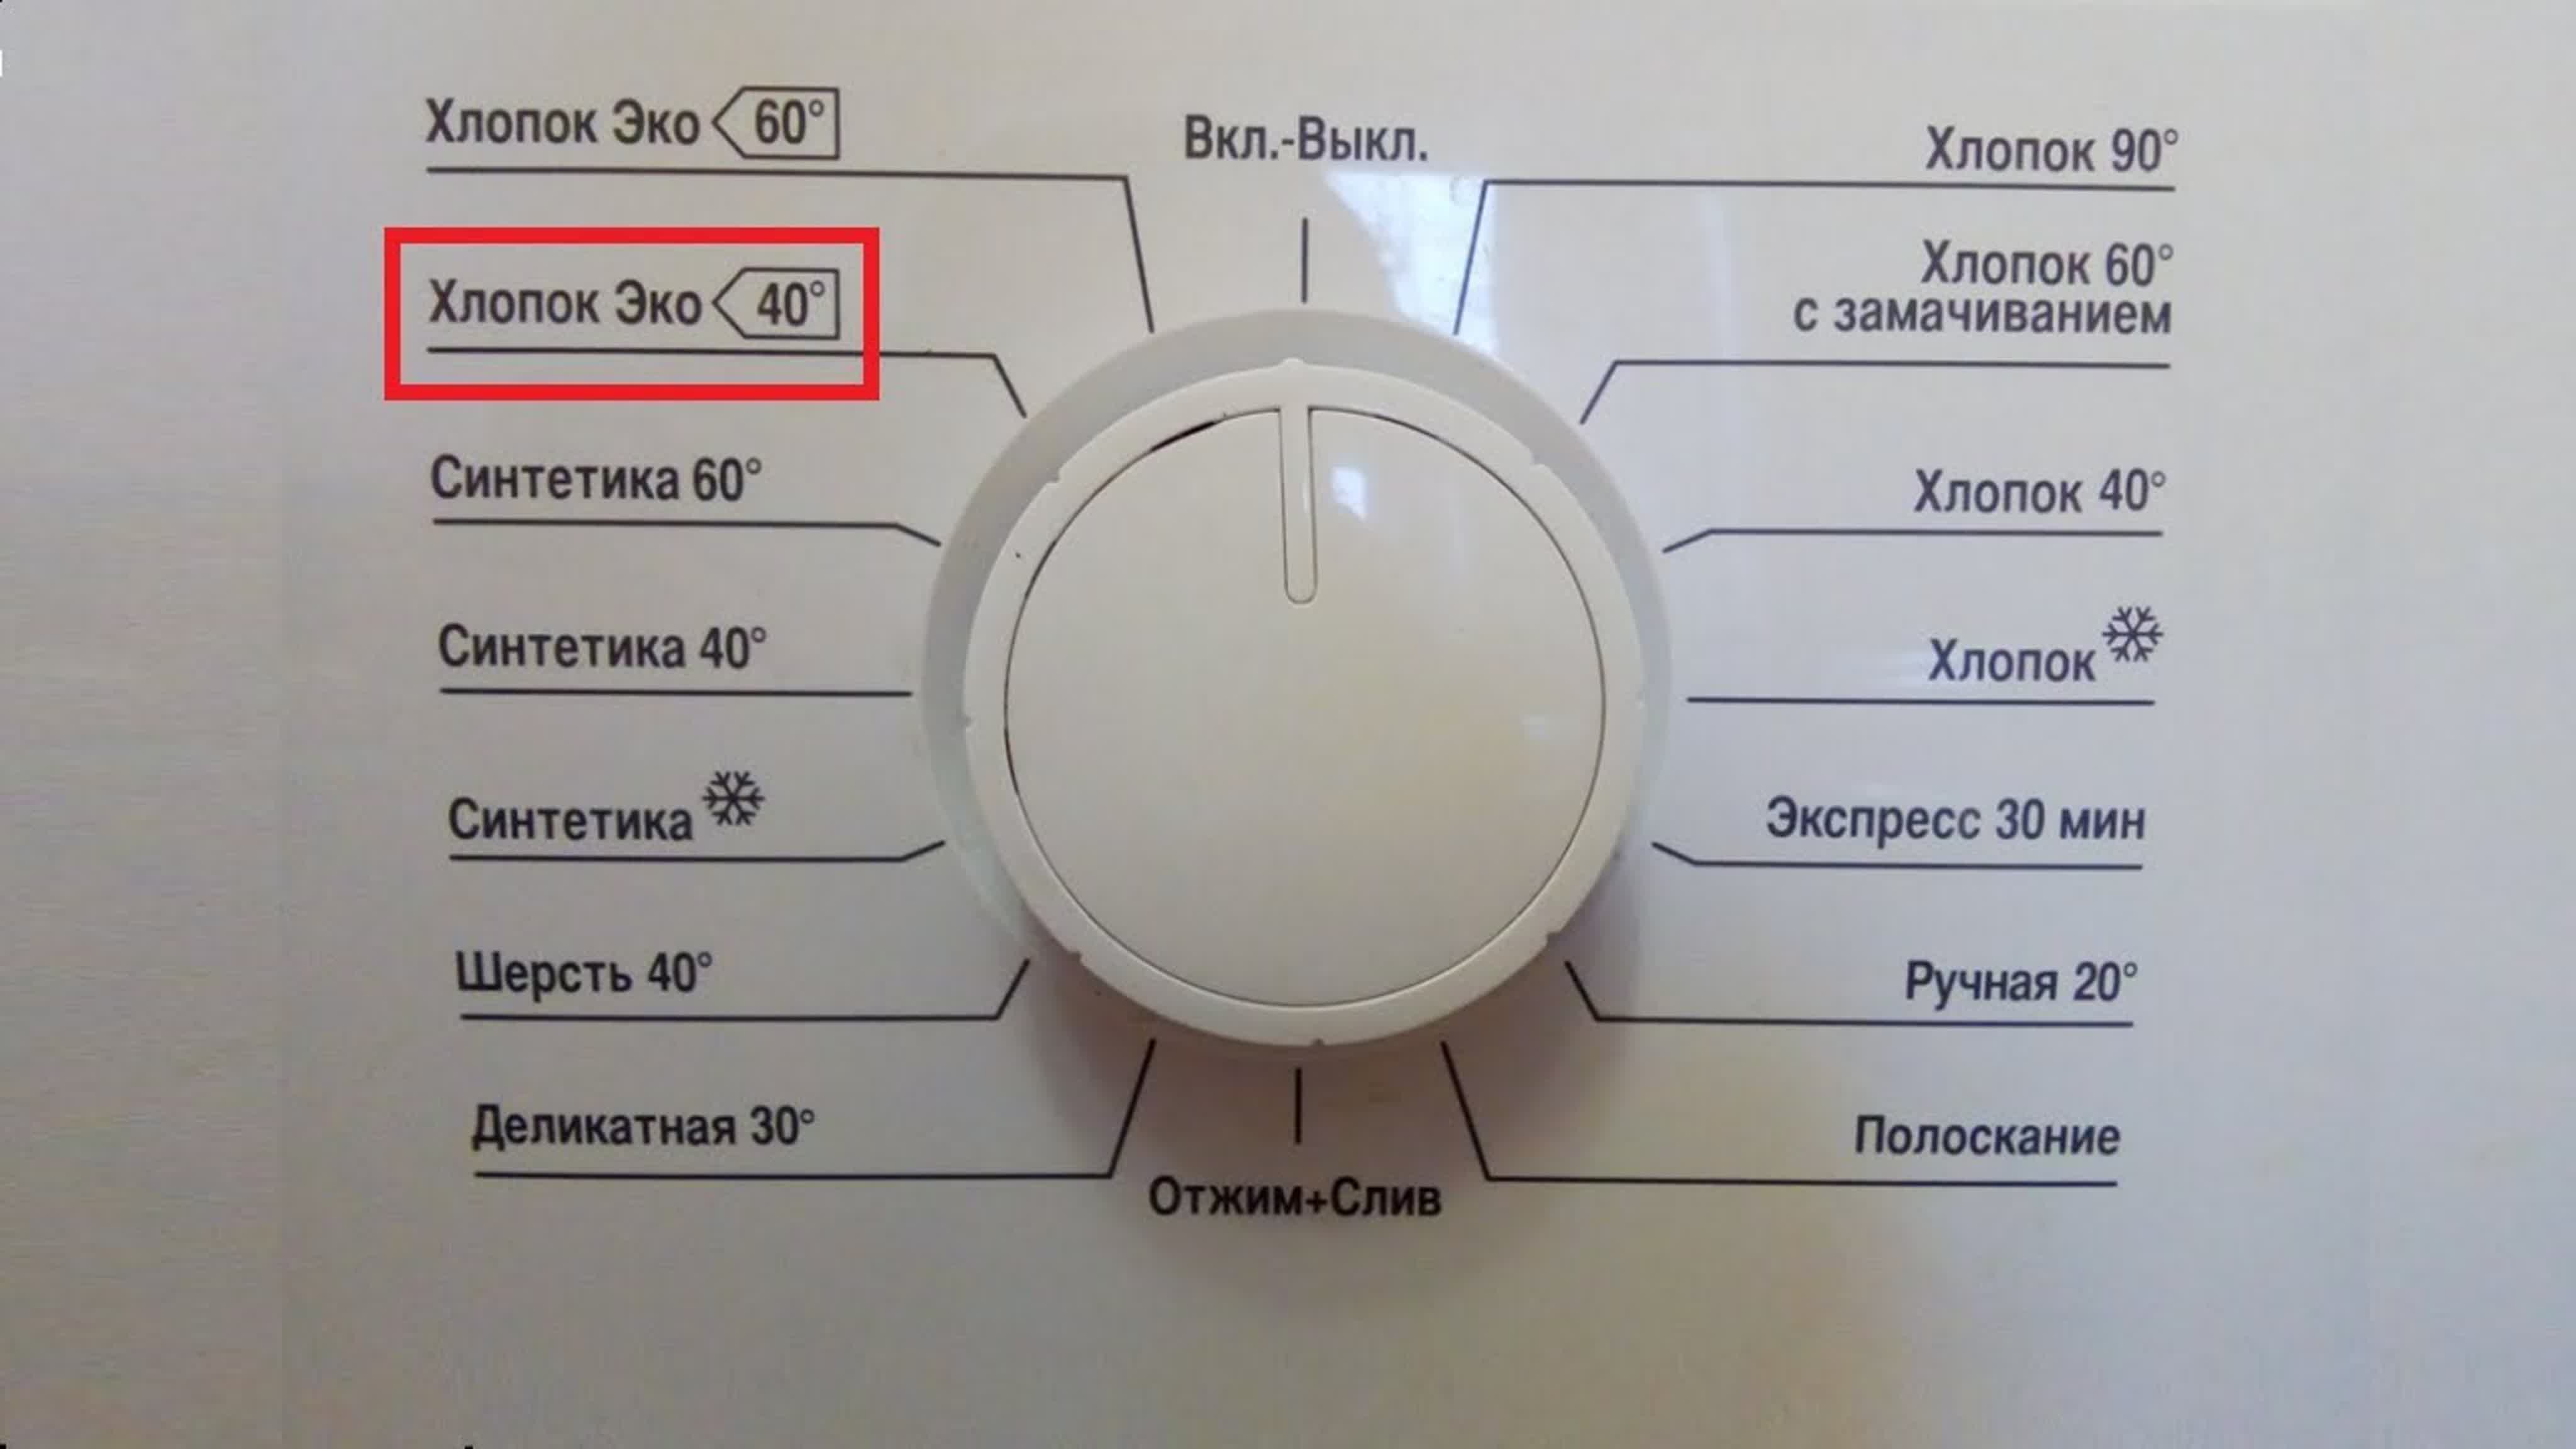 Вкл.-Выкл.
Хлопок Эко 60°
Хлопок Эко 40°
Синтетика 60°
Синтетика 40°
Синтетика
Шерсть 40°
Деликатная 30°
Хлопок 90°
Хлопок 60°
с замачиванием
Хлопок 40°
Хлопок
Экспресс 30 мин
Ручная 20°
Полоскание
Отжим+Слив